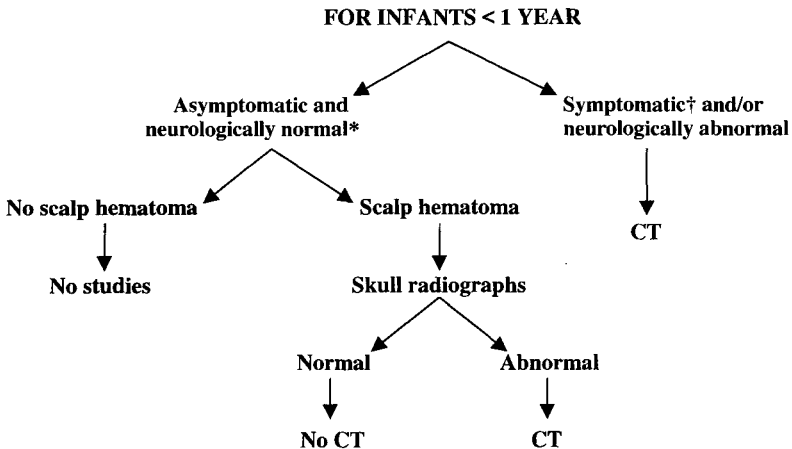 FOR INFANTS < 1 YEAR
Asymptomatic and
neurologically normal*
Symptomatic† and/or
neurologically abnormal
No scalp hematoma
Scalp hematoma
CT
No studies
Skull radiographs
Normal
Abnormal
No CT
CT